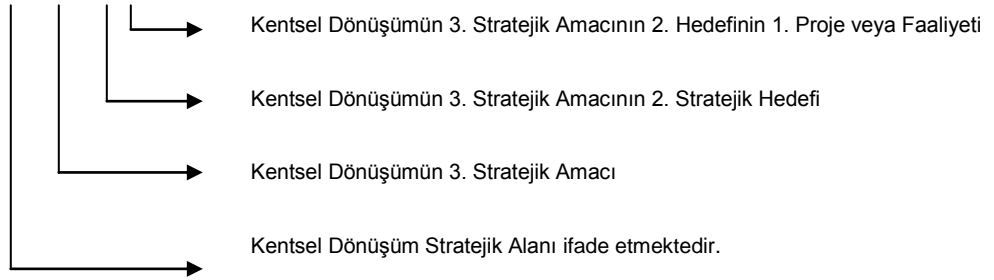 Kentsel Dönüşümün 3. Stratejik Amacının 2. Hedefinin 1. Proje veya Faaliyeti
Kentsel Dönüşümün 3. Stratejik Amacının 2. Stratejik Hedefi
Kentsel Dönüşümün 3. Stratejik Amacı
Kentsel Dönüşüm Stratejik Alanı ifade etmektedir.